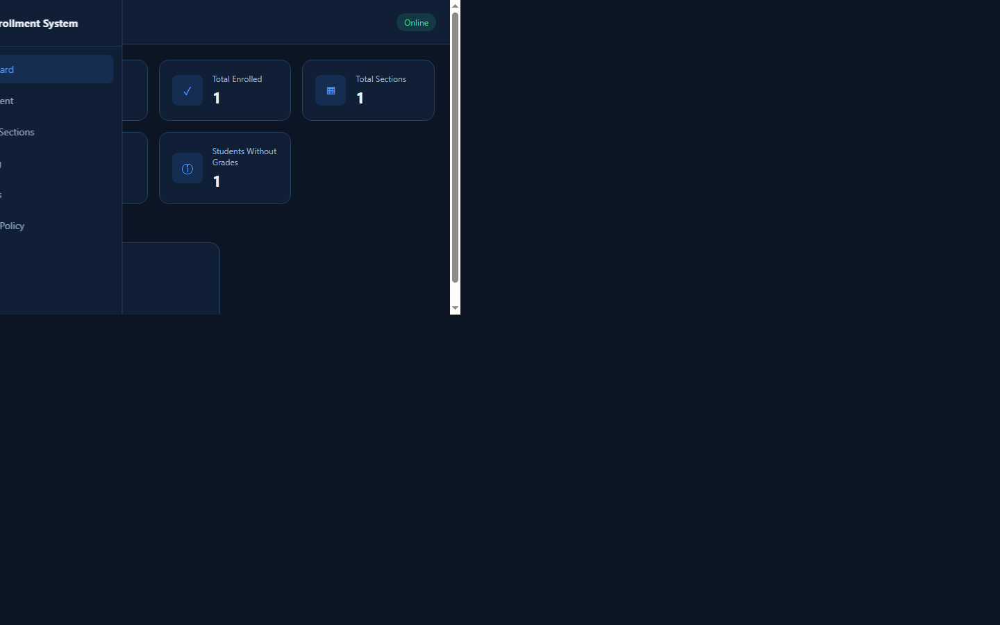 rollment System
ard
ent
Sections
g
s
Policy
Online
Total Enrolled
1
Total Sections
1
Students Without
Grades
1